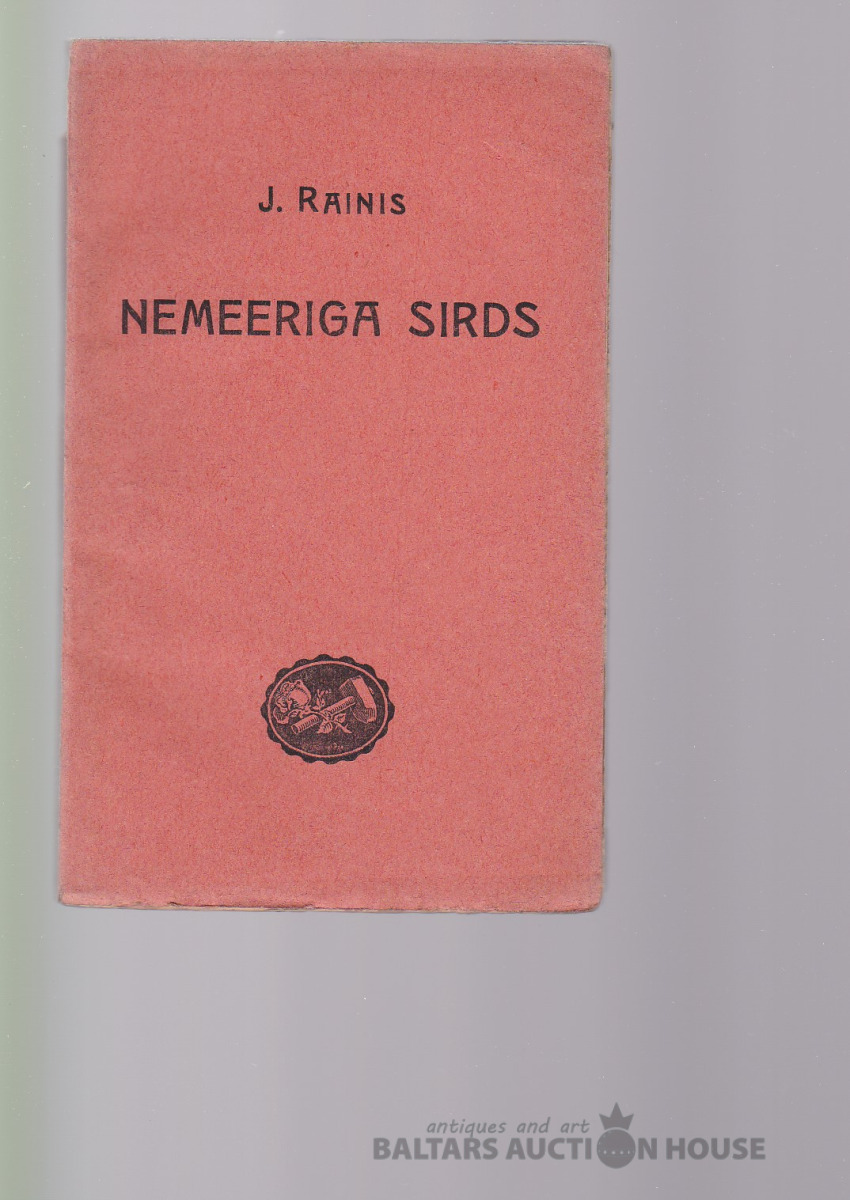 J. RAINIS
NEMEERIGA SIRDS
antiques and art
BALTARS AUCTION HOUSE